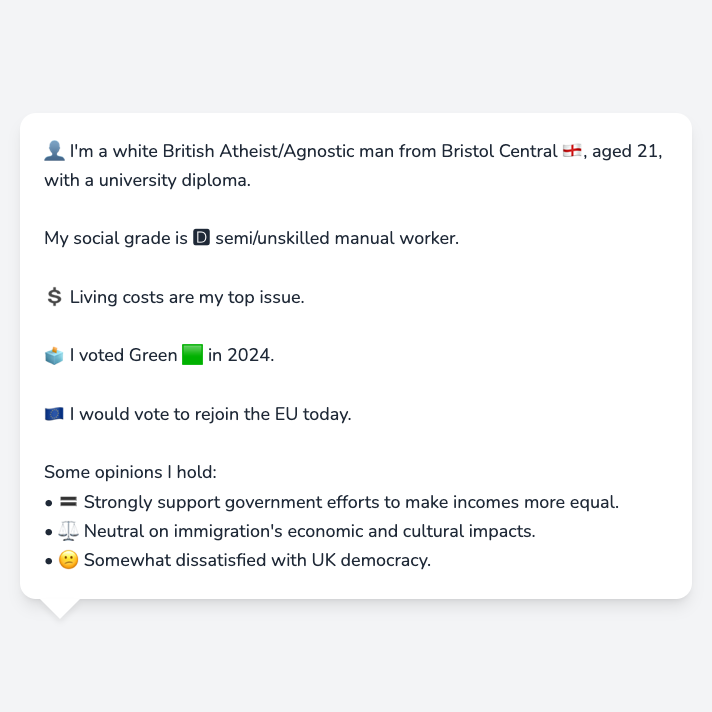 👤 I'm a white British Atheist/Agnostic man from Bristol Central 🏴󠁧󠁢󠁥󠁮󠁧󠁿, aged 21,
with a university diploma.
My social grade is 🅳 semi/unskilled manual worker.
💲 Living costs are my top issue.
🗳️ I voted Green 🟩 in 2024.
🇪🇺 I would vote to rejoin the EU today.
Some opinions I hold:
• 🟰 Strongly support government efforts to make incomes more equal.
• ⚖️ Neutral on immigration's economic and cultural impacts.
• 😕 Somewhat dissatisfied with UK democracy.